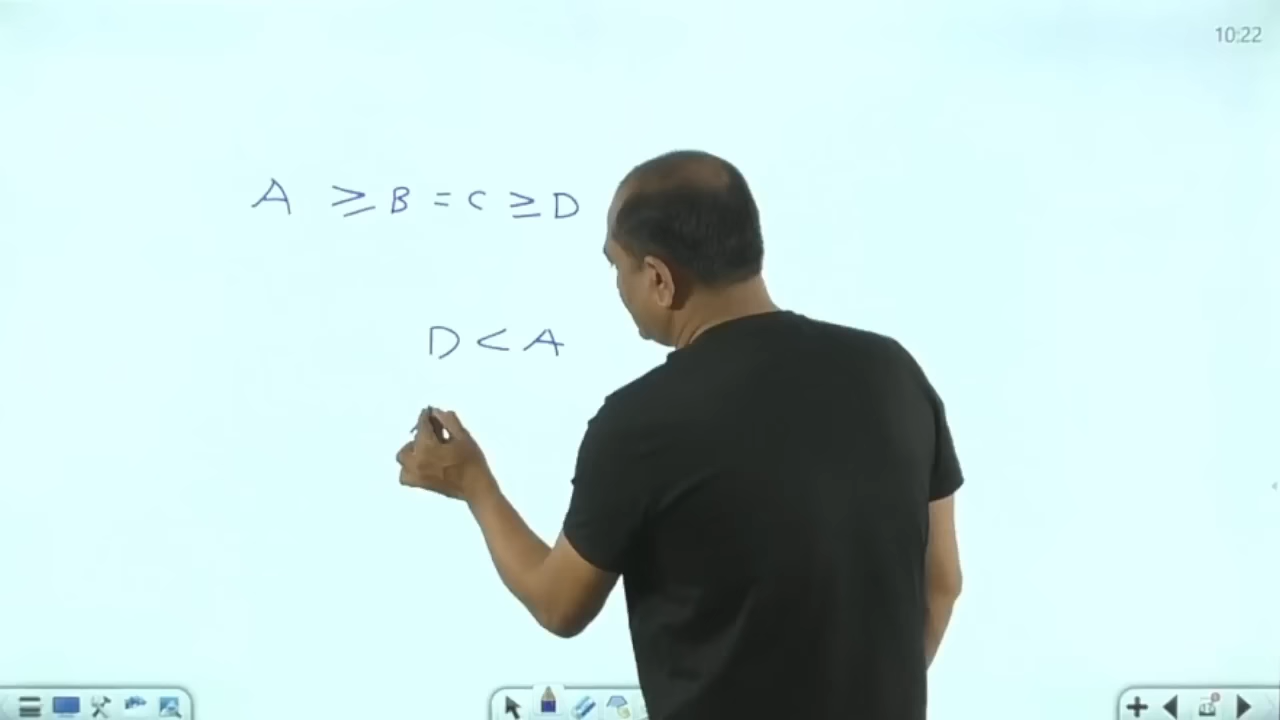 10:22
A ≥ B = C ≥ D
D < A